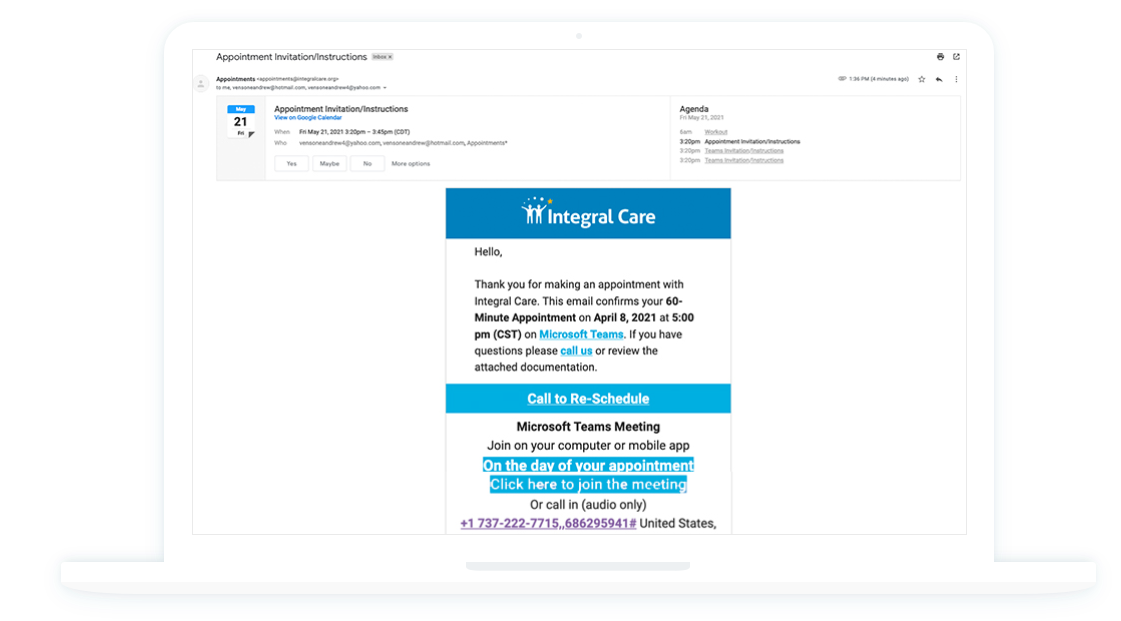 Appointment Invitation/Instructions Inbox ×
Appointments <appointments@integralcare.org>
to me, vensoneandrew@hotmail.com, vensoneandrew4@yahoo.com
1:36 PM (4 minutes ago)
May
21
Fri
Appointment Invitation/Instructions
View on Google Calendar
When Fri May 21, 2021 3:20pm – 3:45pm (CDT)
Who vensoneandrew4@yahoo.com, vensoneandrew@hotmail.com, Appointments*
Yes Maybe No More options
Agenda
Fri May 21, 2021
6am Workout
3:20pm Appointment Invitation/Instructions
3:20pm Teams Invitation/Instructions
3:20pm Teams Invitation/Instructions
Integral Care
Hello,
Thank you for making an appointment with
Integral Care. This email confirms your 60-
Minute Appointment on April 8, 2021 at 5:00
pm (CST) on Microsoft Teams. If you have
questions please call us or review the
attached documentation.
Call to Re-Schedule
Microsoft Teams Meeting
Join on your computer or mobile app
On the day of your appointment
Click here to join the meeting
Or call in (audio only)
+1 737-222-7715,,686295941# United States,